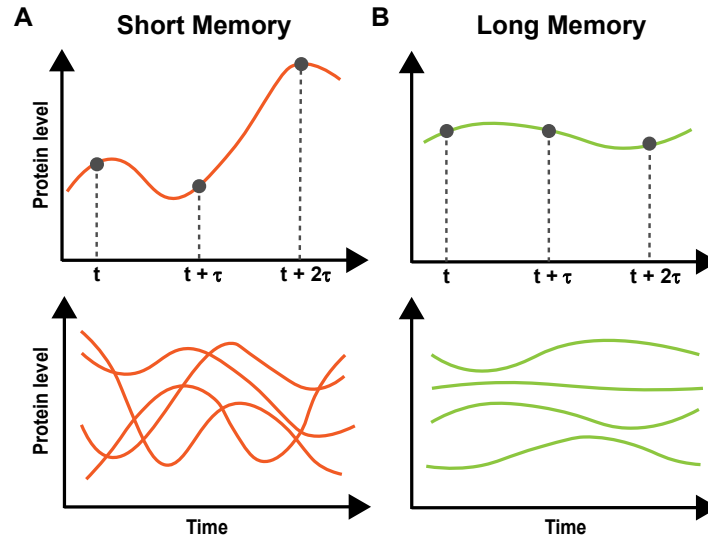 A
Short Memory
B
Long Memory
Protein level
t
t + τ
t + 2τ
t
t + τ
t + 2τ
Protein level
Time
Time